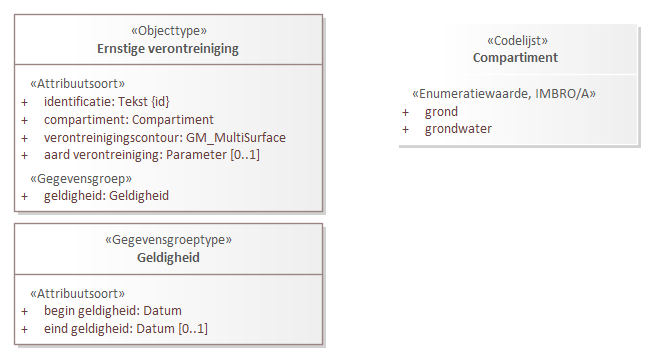 «Objecttype»
Ernstige verontreiniging
«Attribuutsoort»
+ identificatie: Tekst {id}
+ compartiment: Compartiment
+ verontreinigingscontour: GM_MultiSurface
+ aard verontreiniging: Parameter [0..1]
«Gegevensgroep»
+ geldigheid: Geldigheid
«Gegevensgroeptype»
Geldigheid
«Attribuutsoort»
+ begin geldigheid: Datum
+ eind geldigheid: Datum [0..1]
«Codelijst»
Compartiment
«Enumeratiewaarde, IMBRO/A»
+ grond
+ grondwater